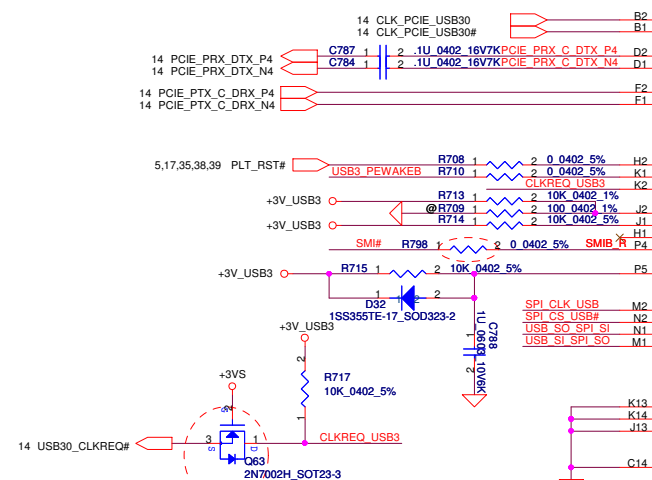 14 CLK_PCIE_USB30 B2
14 CLK_PCIE_USB30# B1
14 PCIE_PRX_DTX_P4 C787 1 2 .1U_0402_16V7K PCIE_PRX_C_DTX_P4 D2
14 PCIE_PRX_DTX_N4 C784 1 2 .1U_0402_16V7K PCIE_PRX_C_DTX_N4 D1
14 PCIE_PTX_C_DRX_P4 F2
14 PCIE_PTX_C_DRX_N4 F1
5,17,35,38,39 PLT_RST# R708 1 2 0_0402_5% H2
USB3_PEWAKEB R710 1 2 0_0402_5% K1
CLKREQ_USB3 K2
+3V_USB3 R713 1 2 10K_0402_1%
@R709 1 2 100_0402_1% J2
+3V_USB3 R714 1 2 10K_0402_5% J1
H1
SMI# R798 1 2 0_0402_5% SMIB_R P4
+3V_USB3 R715 1 2 10K_0402_5% P5
1 2
D32
1SS355TE-17_SOD323-2
1 2
C788
1U_0603_10V6K
SPI_CLK_USB M2
SPI_CS_USB# N2
USB_SO_SPI_SI N1
USB_SI_SPI_SO M1
+3V_USB3
2
R717
10K_0402_5%
1
+3VS
2
G
14 USB30_CLKREQ# 3 S 1 D CLKREQ_USB3
Q63
2N7002H_SOT23-3
K13
K14
J13
C14